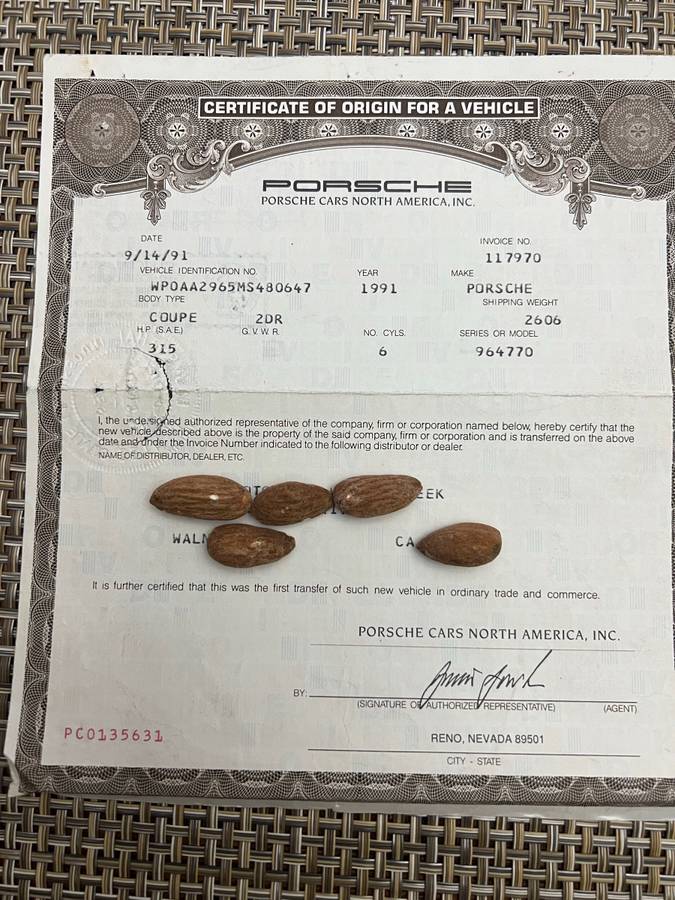 CERTIFICATE OF ORIGIN FOR A VEHICLE
PORSCHE
PORSCHE CARS NORTH AMERICA, INC.
DATE INVOICE NO.
9/14/91 117970
VEHICLE IDENTIFICATION NO. YEAR MAKE
WPOAA2965MS480647 1991 PORSCHE
BODY TYPE SHIPPING WEIGHT
COUPE 2DR 2606
H.P. (S.A.E.) G.V.W.R. NO. CYLS. SERIES OR MODEL
315 6 964770
I, the undersigned authorized representative of the company, firm or corporation named below, hereby certify that the
new vehicle described above is the property of the said company, firm or corporation and is transferred on the above
date and under the Invoice Number indicated to the following distributor or dealer.
NAME OF DISTRIBUTOR, DEALER, ETC.
EEK
WALN CA
It is further certified that this was the first transfer of such new vehicle in ordinary trade and commerce.
PORSCHE CARS NORTH AMERICA, INC.
BY:
(SIGNATURE OF AUTHORIZED REPRESENTATIVE) (AGENT)
PC0135631
RENO, NEVADA 89501
CITY - STATE